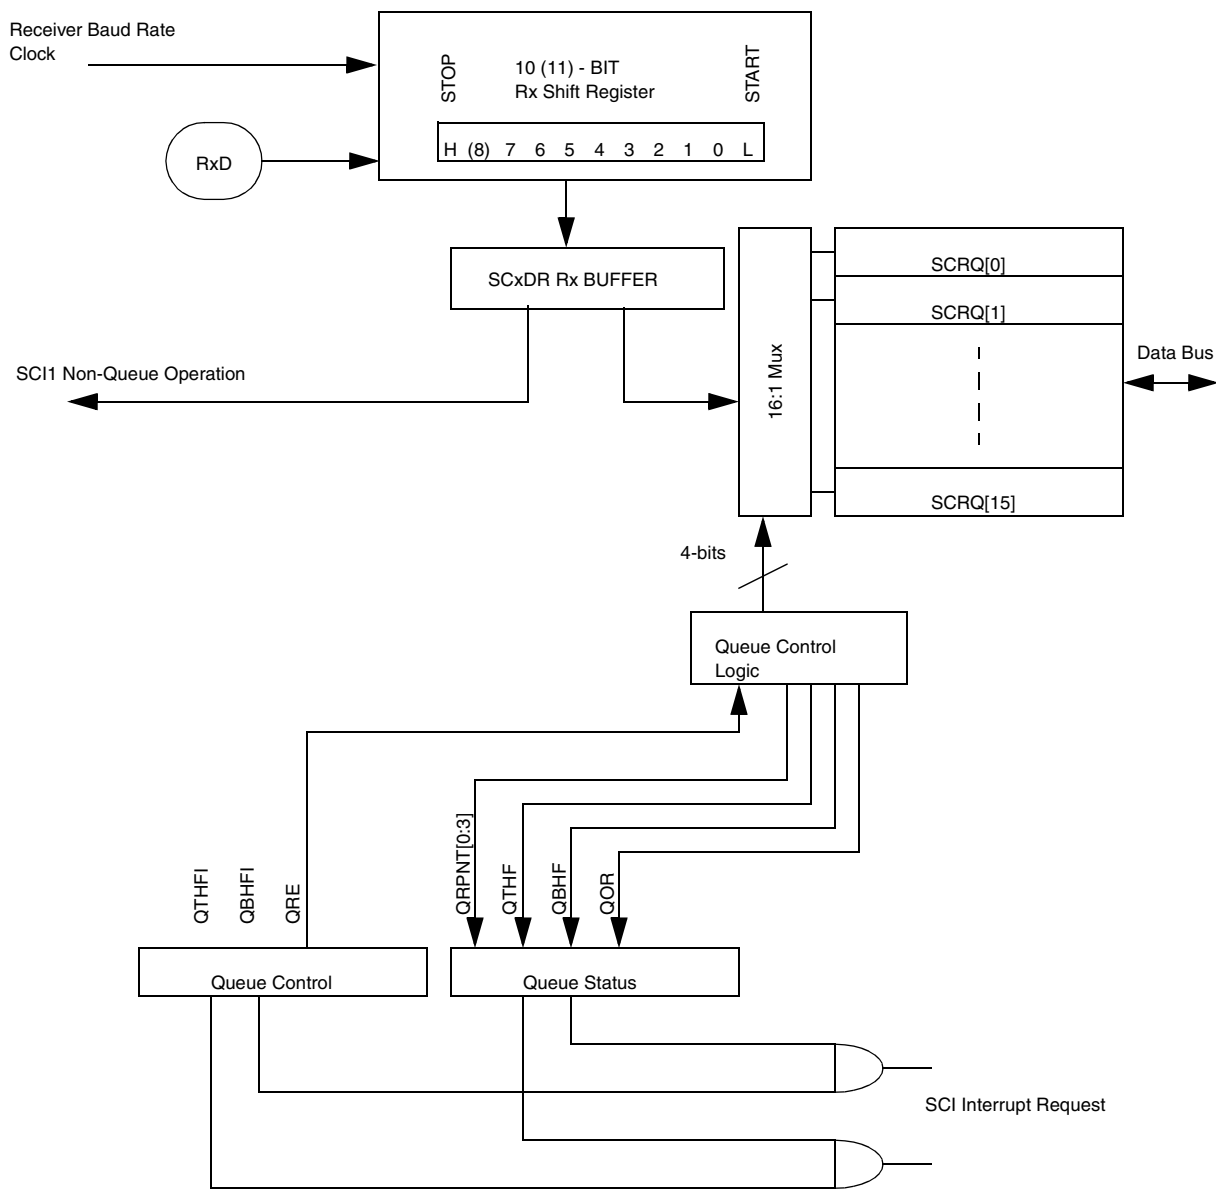 Receiver Baud Rate
Clock
STOP
10 (11) - BIT
Rx Shift Register
START
H (8) 7 6 5 4 3 2 1 0 L
RxD
SCxDR Rx BUFFER
SCI1 Non-Queue Operation
16:1 Mux
SCRQ[0]
SCRQ[1]
SCRQ[15]
Data Bus
4-bits
Queue Control
Logic
QTHFI
QBHFI
QRE
QRPNT[0:3]
QTHF
QBHF
QOR
Queue Control
Queue Status
SCI Interrupt Request